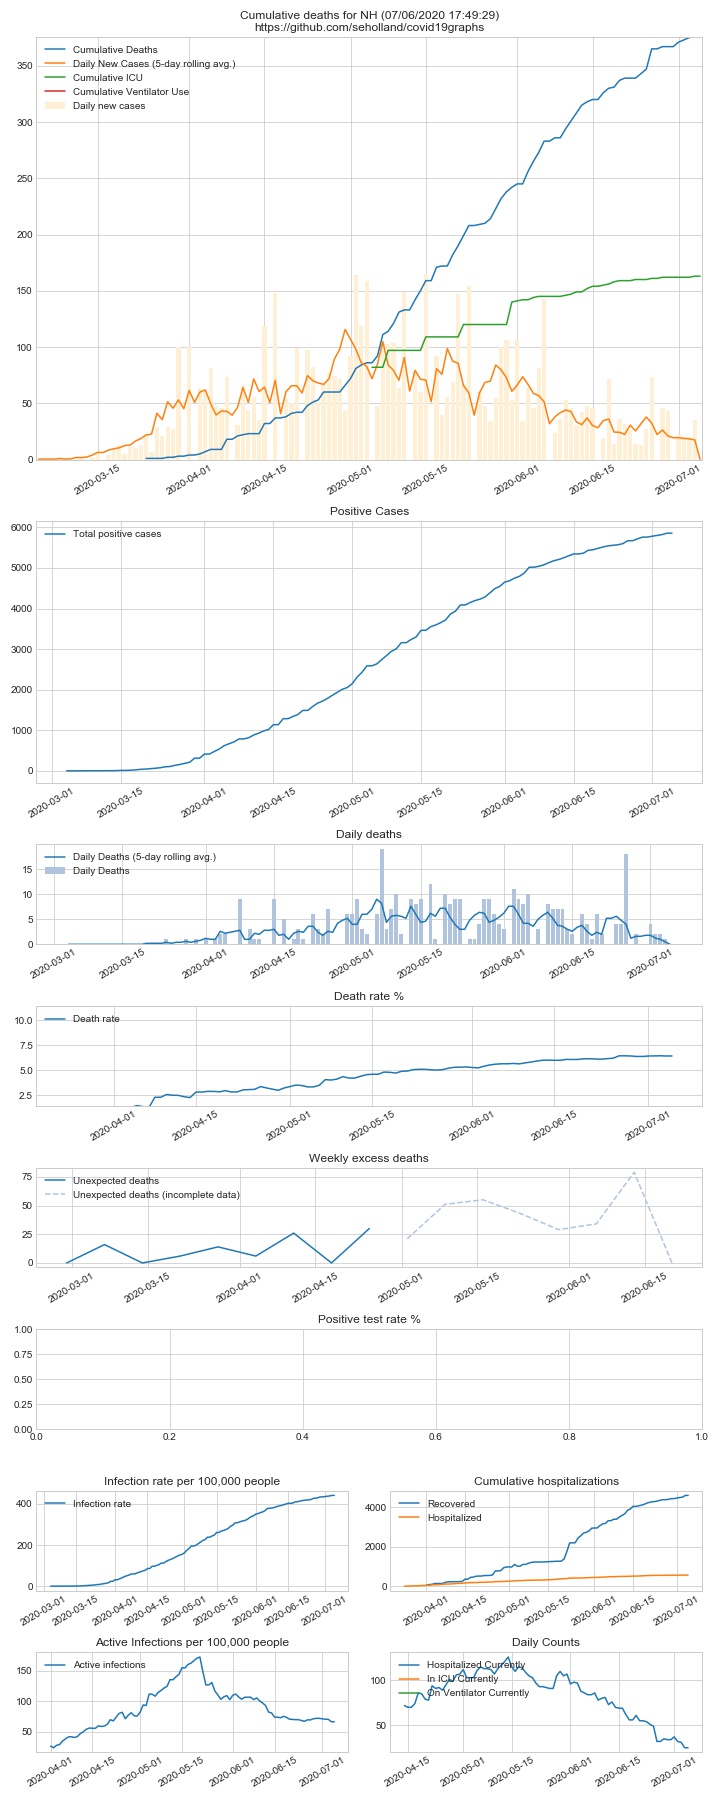 Cumulative deaths for NH (07/06/2020 17:49:29)
https://github.com/seholland/covid19graphs
Cumulative Deaths
Daily New Cases (5-day rolling avg.)
Cumulative ICU
Cumulative Ventilator Use
Daily new cases
350
300
250
200
150
100
50
0
2020-03-15 2020-04-01 2020-04-15 2020-05-01 2020-05-15 2020-06-01 2020-06-15 2020-07-01
Positive Cases
Total positive cases
6000
5000
4000
3000
2000
1000
0
2020-03-01 2020-03-15 2020-04-01 2020-04-15 2020-05-01 2020-05-15 2020-06-01 2020-06-15 2020-07-01
Daily deaths
Daily Deaths (5-day rolling avg.)
Daily Deaths
15
10
5
0
2020-03-01 2020-03-15 2020-04-01 2020-04-15 2020-05-01 2020-05-15 2020-06-01 2020-06-15 2020-07-01
Death rate %
Death rate
10.0
7.5
5.0
2.5
2020-04-01 2020-04-15 2020-05-01 2020-05-15 2020-06-01 2020-06-15 2020-07-01
Weekly excess deaths
Unexpected deaths
Unexpected deaths (incomplete data)
75
50
25
0
2020-03-01 2020-03-15 2020-04-01 2020-04-15 2020-05-01 2020-05-15 2020-06-01 2020-06-15
Positive test rate %
1.00
0.75
0.50
0.25
0.00
0.0 0.2 0.4 0.6 0.8 1.0
Infection rate per 100,000 people
Infection rate
400
200
0
2020-03-01 2020-03-15 2020-04-01 2020-04-15 2020-05-01 2020-05-15 2020-06-01 2020-06-15 2020-07-01
Cumulative hospitalizations
Recovered
Hospitalized
4000
2000
0
2020-04-01 2020-04-15 2020-05-01 2020-05-15 2020-06-01 2020-06-15 2020-07-01
Active Infections per 100,000 people
Active infections
150
100
50
2020-04-01 2020-04-15 2020-05-01 2020-05-15 2020-06-01 2020-06-15 2020-07-01
Daily Counts
Hospitalized Currently
In ICU Currently
On Ventilator Currently
100
50
2020-04-15 2020-05-01 2020-05-15 2020-06-01 2020-06-15 2020-07-01